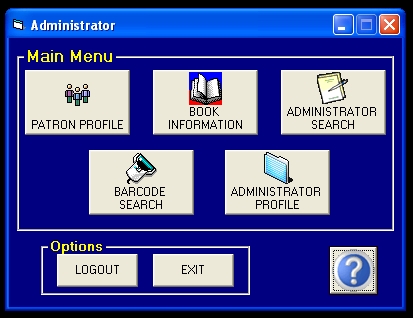 Administrator
Main Menu
PATRON PROFILE
BOOK
INFORMATION
ADMINISTRATOR
SEARCH
BARCODE
SEARCH
ADMINISTRATOR
PROFILE
Options
LOGOUT
EXIT
?